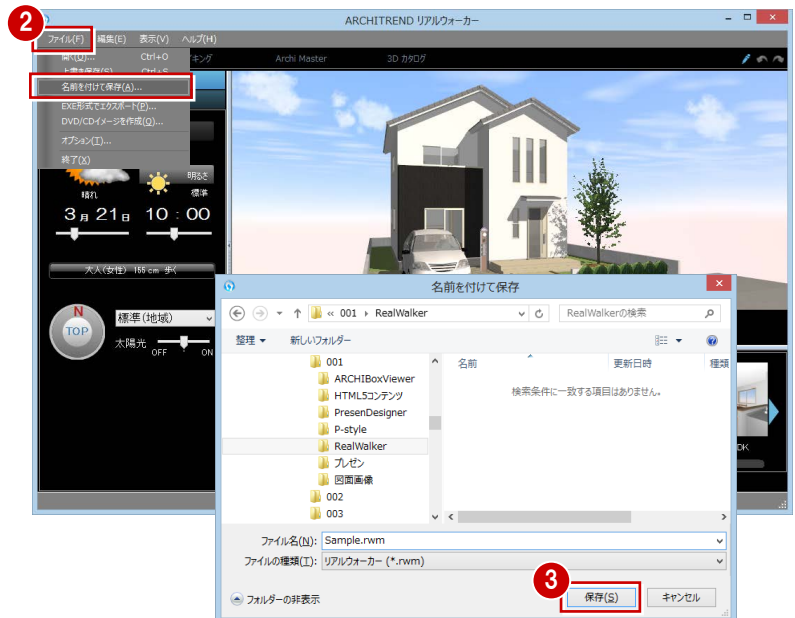 2
ARCHITREND リアルウォーカー
ファイル(F) 編集(E) 表示(V) ヘルプ(H)
開く(O)... Ctrl+O
上書き保存(S) Ctrl+S
Archi Master
3D カタログ
名前を付けて保存(A)...
EXE形式でエクスポート(P)...
DVD/CDイメージを作成(Q)...
オプション(T)...
終了(X)
明るさ
晴れ 標準
3月21日 10:00
大人(女性) 155 cm 歩く
N
TOP
標準(地域)
太陽光 OFF ON
名前を付けて保存
« 001 RealWalker
RealWalkerの検索
整理 新しいフォルダー
001
ARCHIBoxViewer
HTML5コンテンツ
PresenDesigner
P-style
RealWalker
プレゼン
図面画像
002
003
名前 更新日時 種類
検索条件に一致する項目はありません。
DK
ファイル名(N): Sample.rwm
ファイルの種類(T): リアルウォーカー (*.rwm)
3
フォルダーの非表示
保存(S) キャンセル